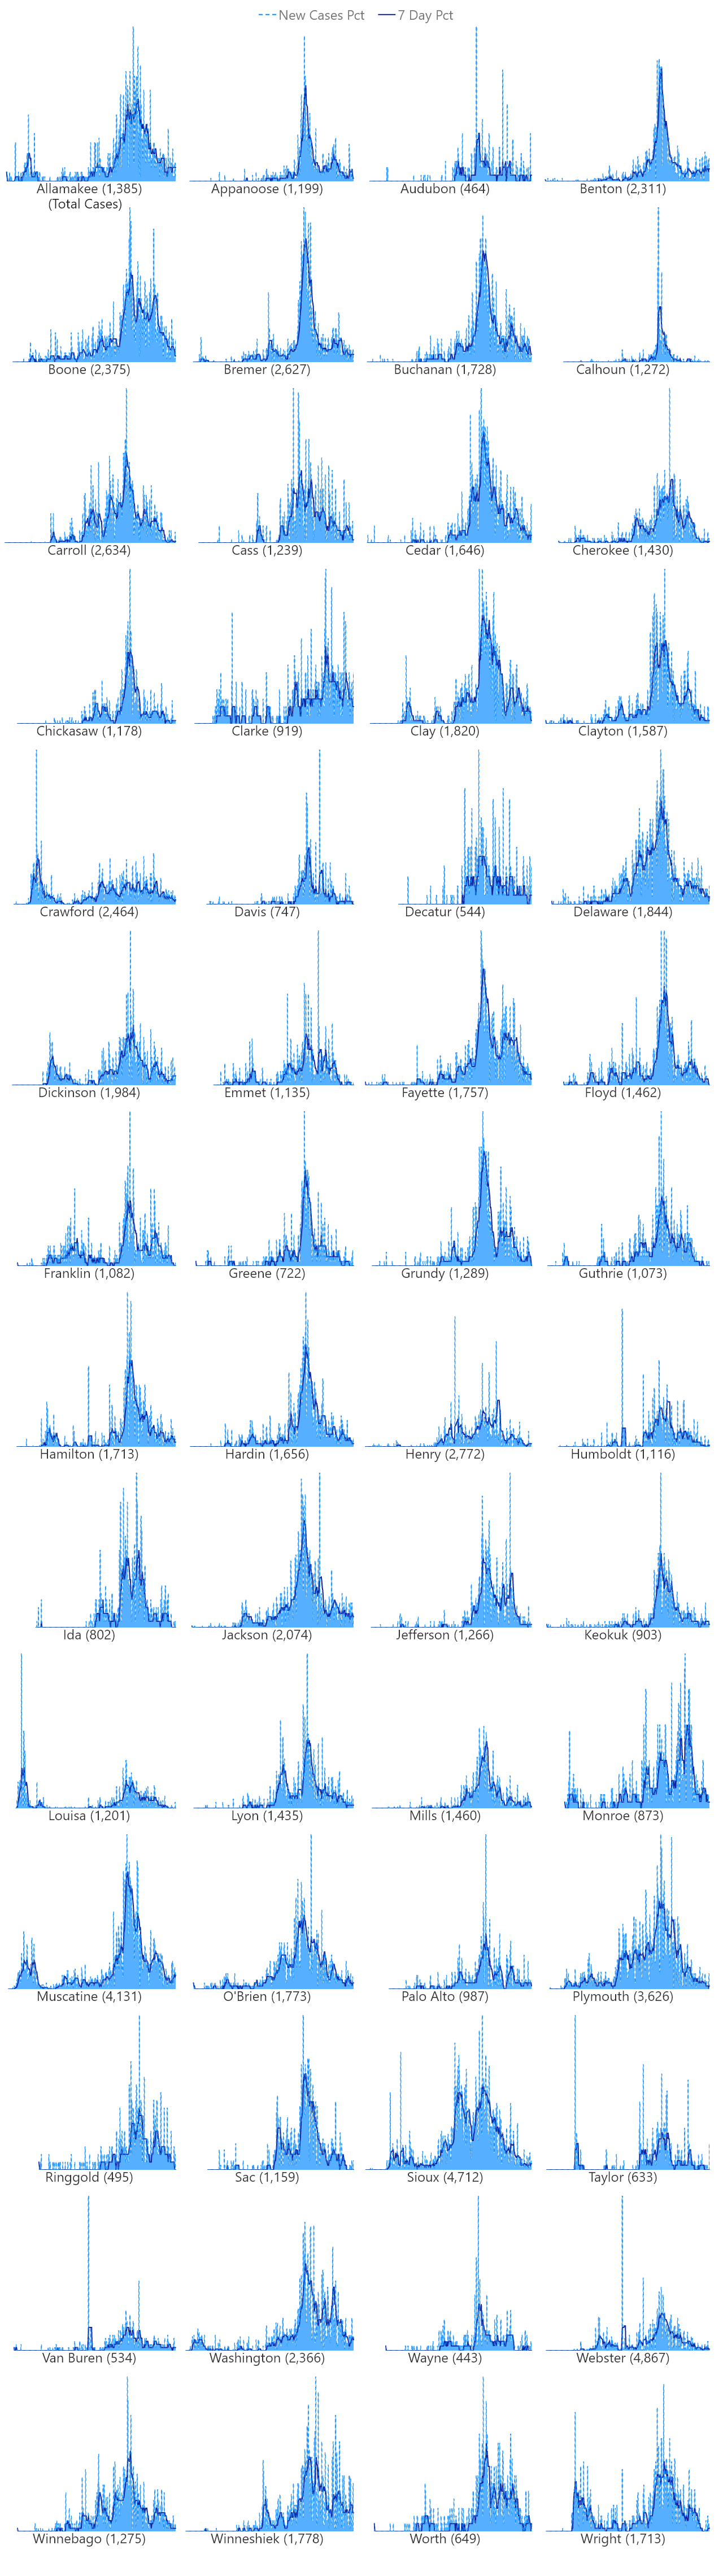 New Cases Pct 7 Day Pct
Allamakee (1,385) Appanoose (1,199) Audubon (464) Benton (2,311)
(Total Cases)
Boone (2,375) Bremer (2,627) Buchanan (1,728) Calhoun (1,272)
Carroll (2,634) Cass (1,239) Cedar (1,646) Cherokee (1,430)
Chickasaw (1,178) Clarke (919) Clay (1,820) Clayton (1,587)
Crawford (2,464) Davis (747) Decatur (544) Delaware (1,844)
Dickinson (1,984) Emmet (1,135) Fayette (1,757) Floyd (1,462)
Franklin (1,082) Greene (722) Grundy (1,289) Guthrie (1,073)
Hamilton (1,713) Hardin (1,656) Henry (2,772) Humboldt (1,116)
Ida (802) Jackson (2,074) Jefferson (1,266) Keokuk (903)
Louisa (1,201) Lyon (1,435) Mills (1,460) Monroe (873)
Muscatine (4,131) O'Brien (1,773) Palo Alto (987) Plymouth (3,626)
Ringgold (495) Sac (1,159) Sioux (4,712) Taylor (633)
Van Buren (534) Washington (2,366) Wayne (443) Webster (4,867)
Winnebago (1,275) Winneshiek (1,778) Worth (649) Wright (1,713)